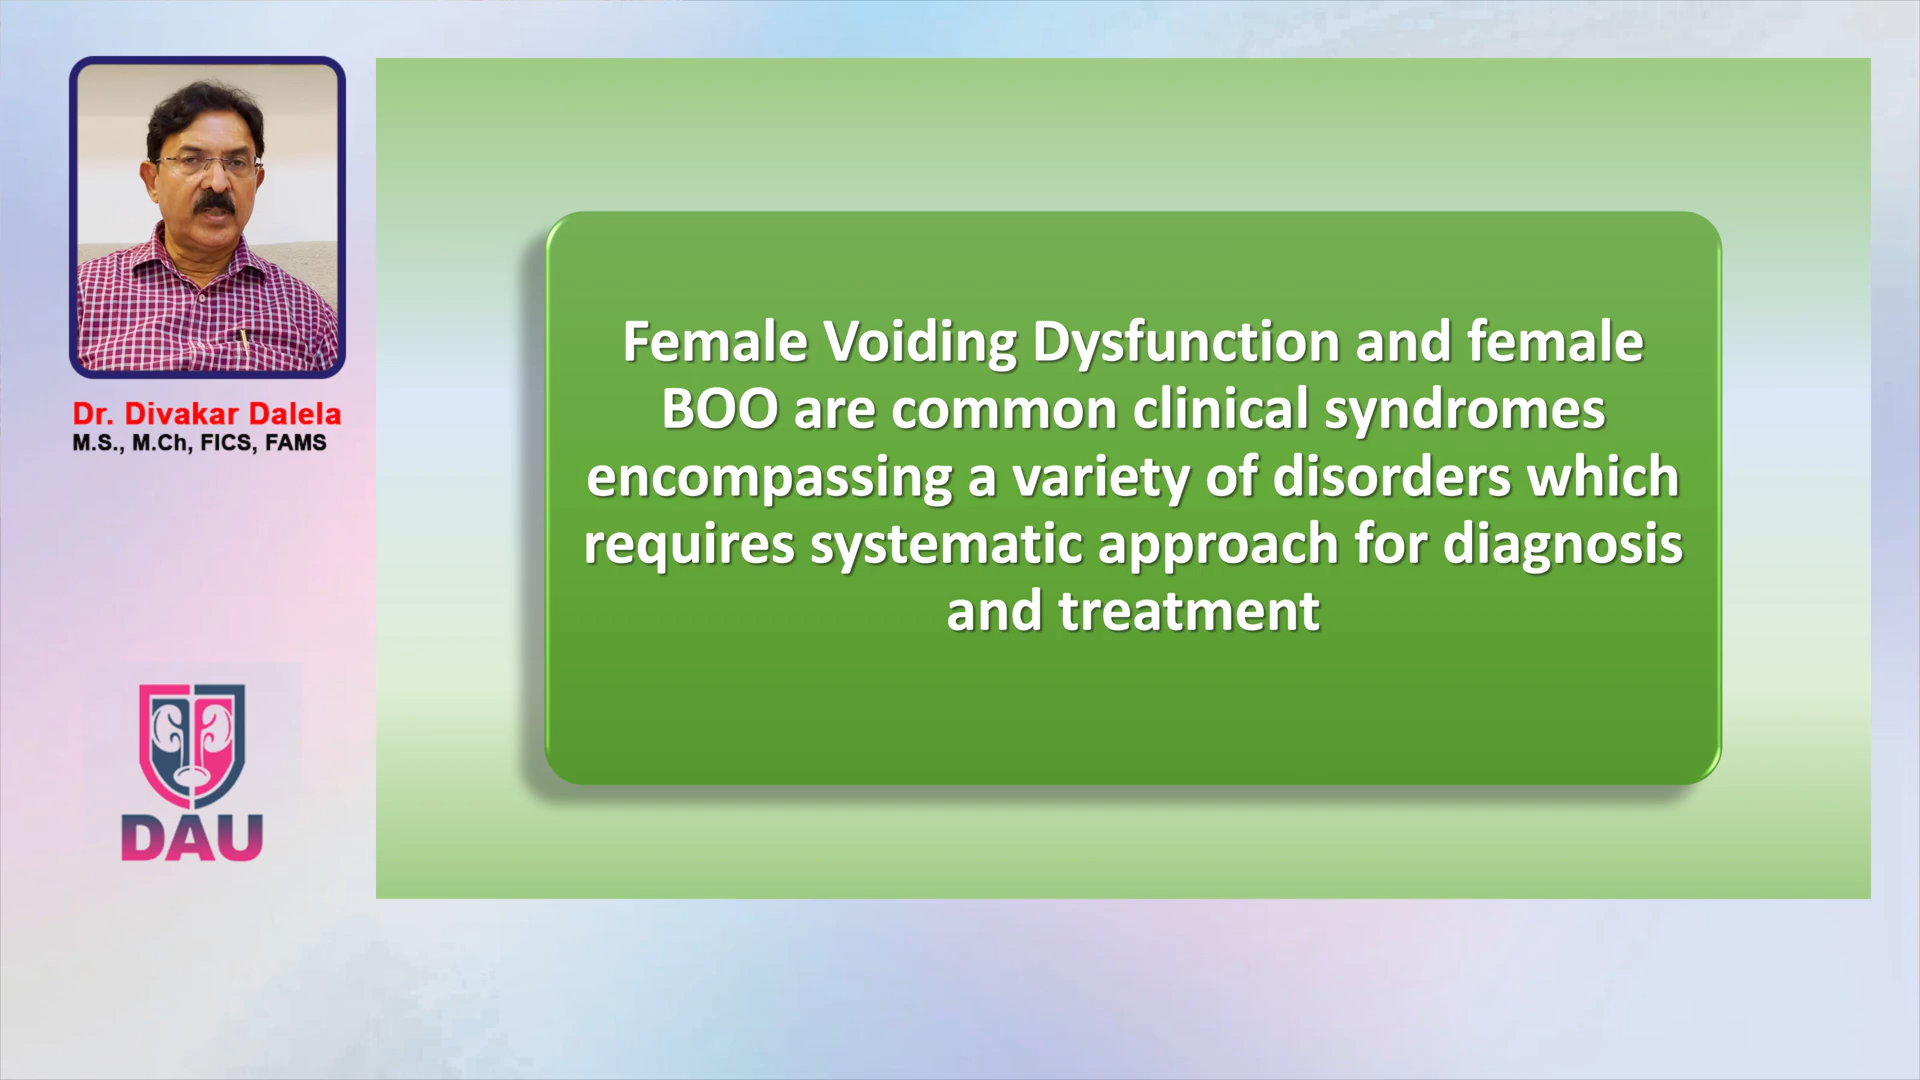 Dr. Divakar Dalela
M.S., M.Ch, FICS, FAMS
DAU
Female Voiding Dysfunction and female
BOO are common clinical syndromes
encompassing a variety of disorders which
requires systematic approach for diagnosis
and treatment